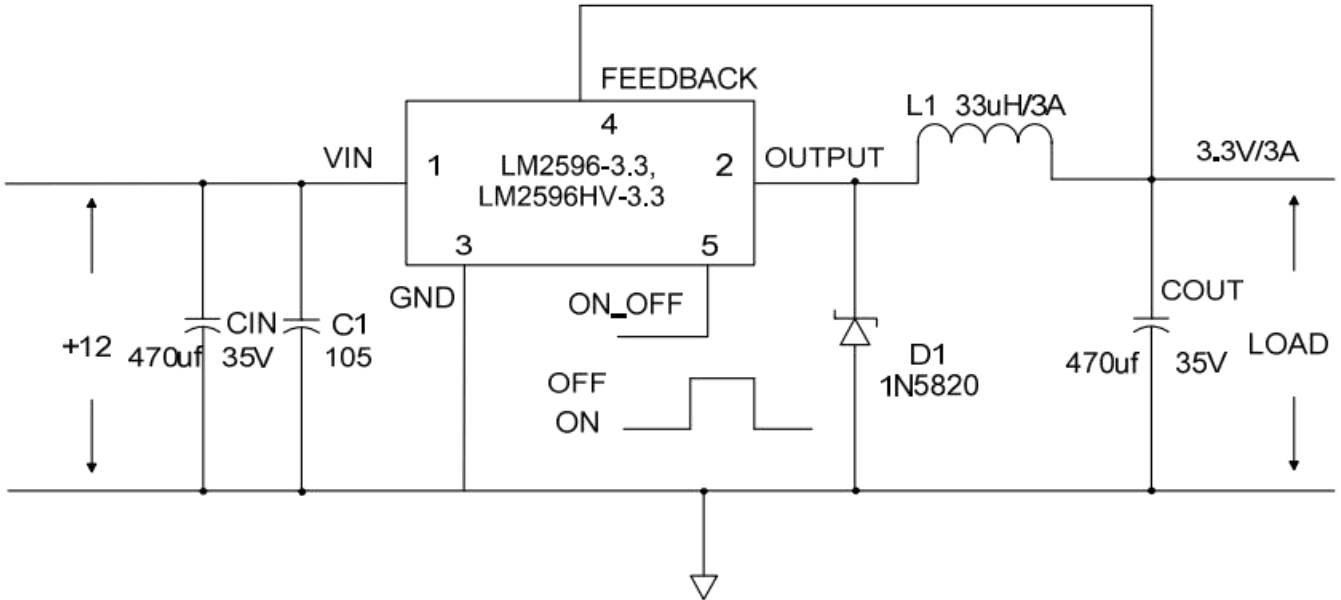 FEEDBACK
L1 33uH/3A
4
VIN
1
LM2596-3.3,
LM2596HV-3.3
2
OUTPUT
3.3V/3A
3
5
GND
ON_OFF
COUT
+12
CIN
470uf 35V
C1
105
D1
1N5820
470uf 35V
LOAD
OFF
ON